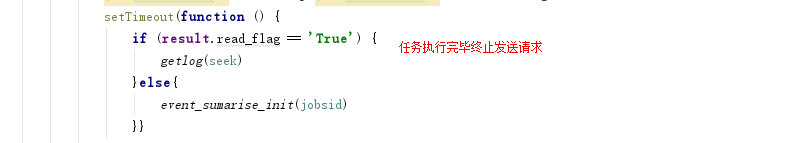 setTimeout(function () {
if (result.read_flag == 'True') {
任务执行完毕终止发送请求
getlog(seek)
}else{
event_sumarise_init(jobsid)
}}